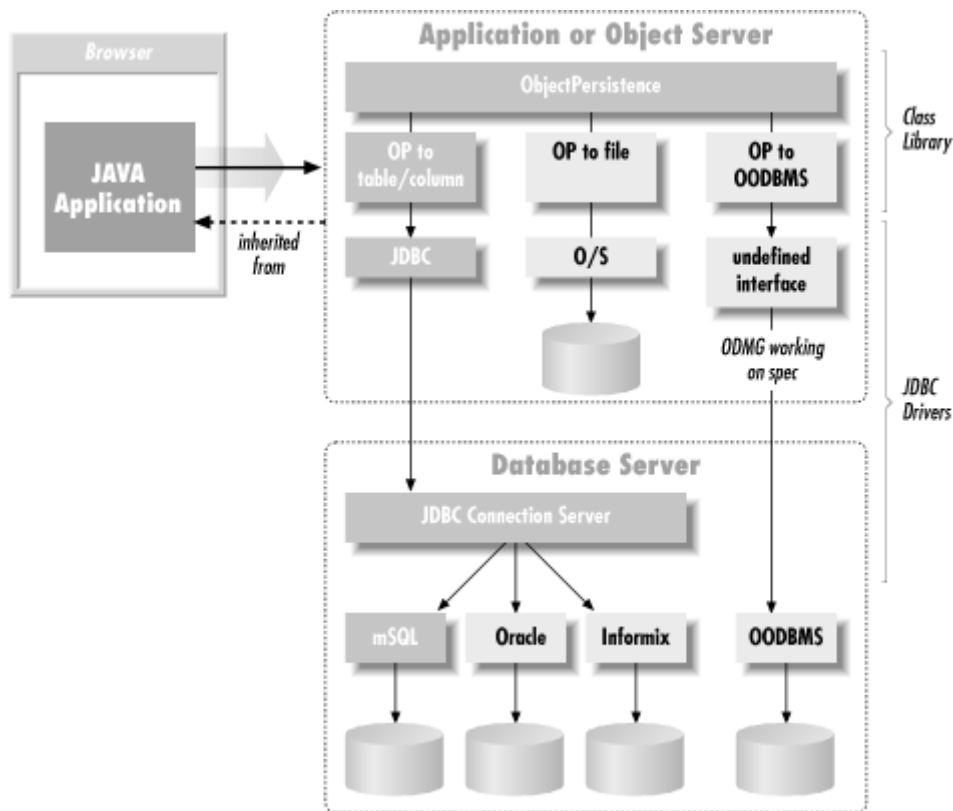 Application or Object Server
Browser
ObjectPersistence
Class
Library
JAVA
Application
OP to
table/column
OP to file
OP to
OODBMS
inherited
from
JDBC
O/S
undefined
interface
ODMG working
on spec
JDBC
Drivers
Database Server
JDBC Connection Server
mSQL
Oracle
Informix
OODBMS